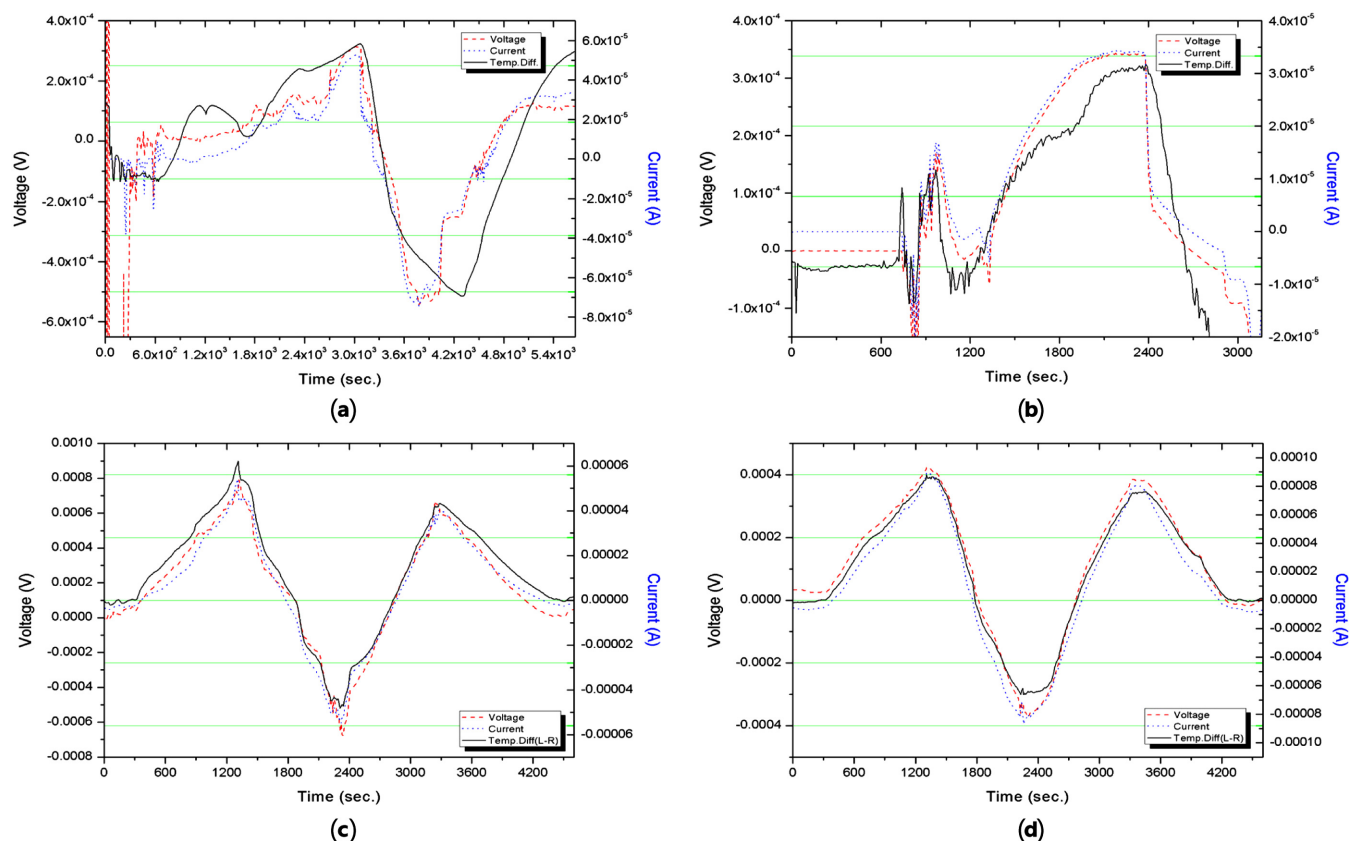 4.0x10⁻⁴
2.0x10⁻⁴
0.0
-2.0x10⁻⁴
-4.0x10⁻⁴
-6.0x10⁻⁴
Voltage (V)
Voltage
Current
Temp.Diff.
6.0x10⁻⁵
4.0x10⁻⁵
2.0x10⁻⁵
0.0
-2.0x10⁻⁵
-4.0x10⁻⁵
-6.0x10⁻⁵
-8.0x10⁻⁵
Current (A)
0.0 6.0x10² 1.2x10³ 1.8x10³ 2.4x10³ 3.0x10³ 3.6x10³ 4.2x10³ 4.8x10³ 5.4x10³
Time (sec.)
(a)
4.0x10⁻⁴
3.0x10⁻⁴
2.0x10⁻⁴
1.0x10⁻⁴
0.0
-1.0x10⁻⁴
Voltage (V)
Voltage
Current
Temp.Diff.
4.0x10⁻⁵
3.0x10⁻⁵
2.0x10⁻⁵
1.0x10⁻⁵
0.0
-1.0x10⁻⁵
-2.0x10⁻⁵
Current (A)
0 600 1200 1800 2400 3000
Time (sec.)
(b)
0.0010
0.0008
0.0006
0.0004
0.0002
0.0000
-0.0002
-0.0004
-0.0006
-0.0008
Voltage (V)
Voltage
Current
Temp.Diff(L-R)
0.00006
0.00004
0.00002
0.00000
-0.00002
-0.00004
-0.00006
Current (A)
0 600 1200 1800 2400 3000 3600 4200
Time (sec.)
(c)
0.0004
0.0002
0.0000
-0.0002
-0.0004
Voltage (V)
Voltage
Current
Temp.Diff(L-R)
0.00010
0.00008
0.00006
0.00004
0.00002
0.00000
-0.00002
-0.00004
-0.00006
-0.00008
-0.00010
Current (A)
0 600 1200 1800 2400 3000 3600 4200
Time (sec.)
(d)